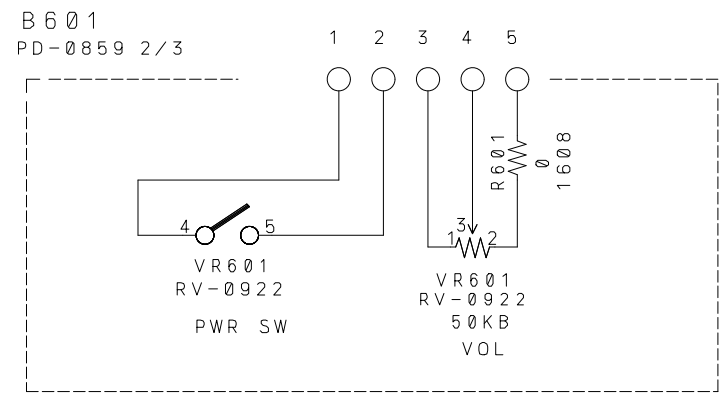 B601
PD-0859 2/3
1 2 3 4 5
R601
0
1608
4 5
3
1 2
VR601
RV-0922
PWR SW
VR601
RV-0922
50KB
VOL